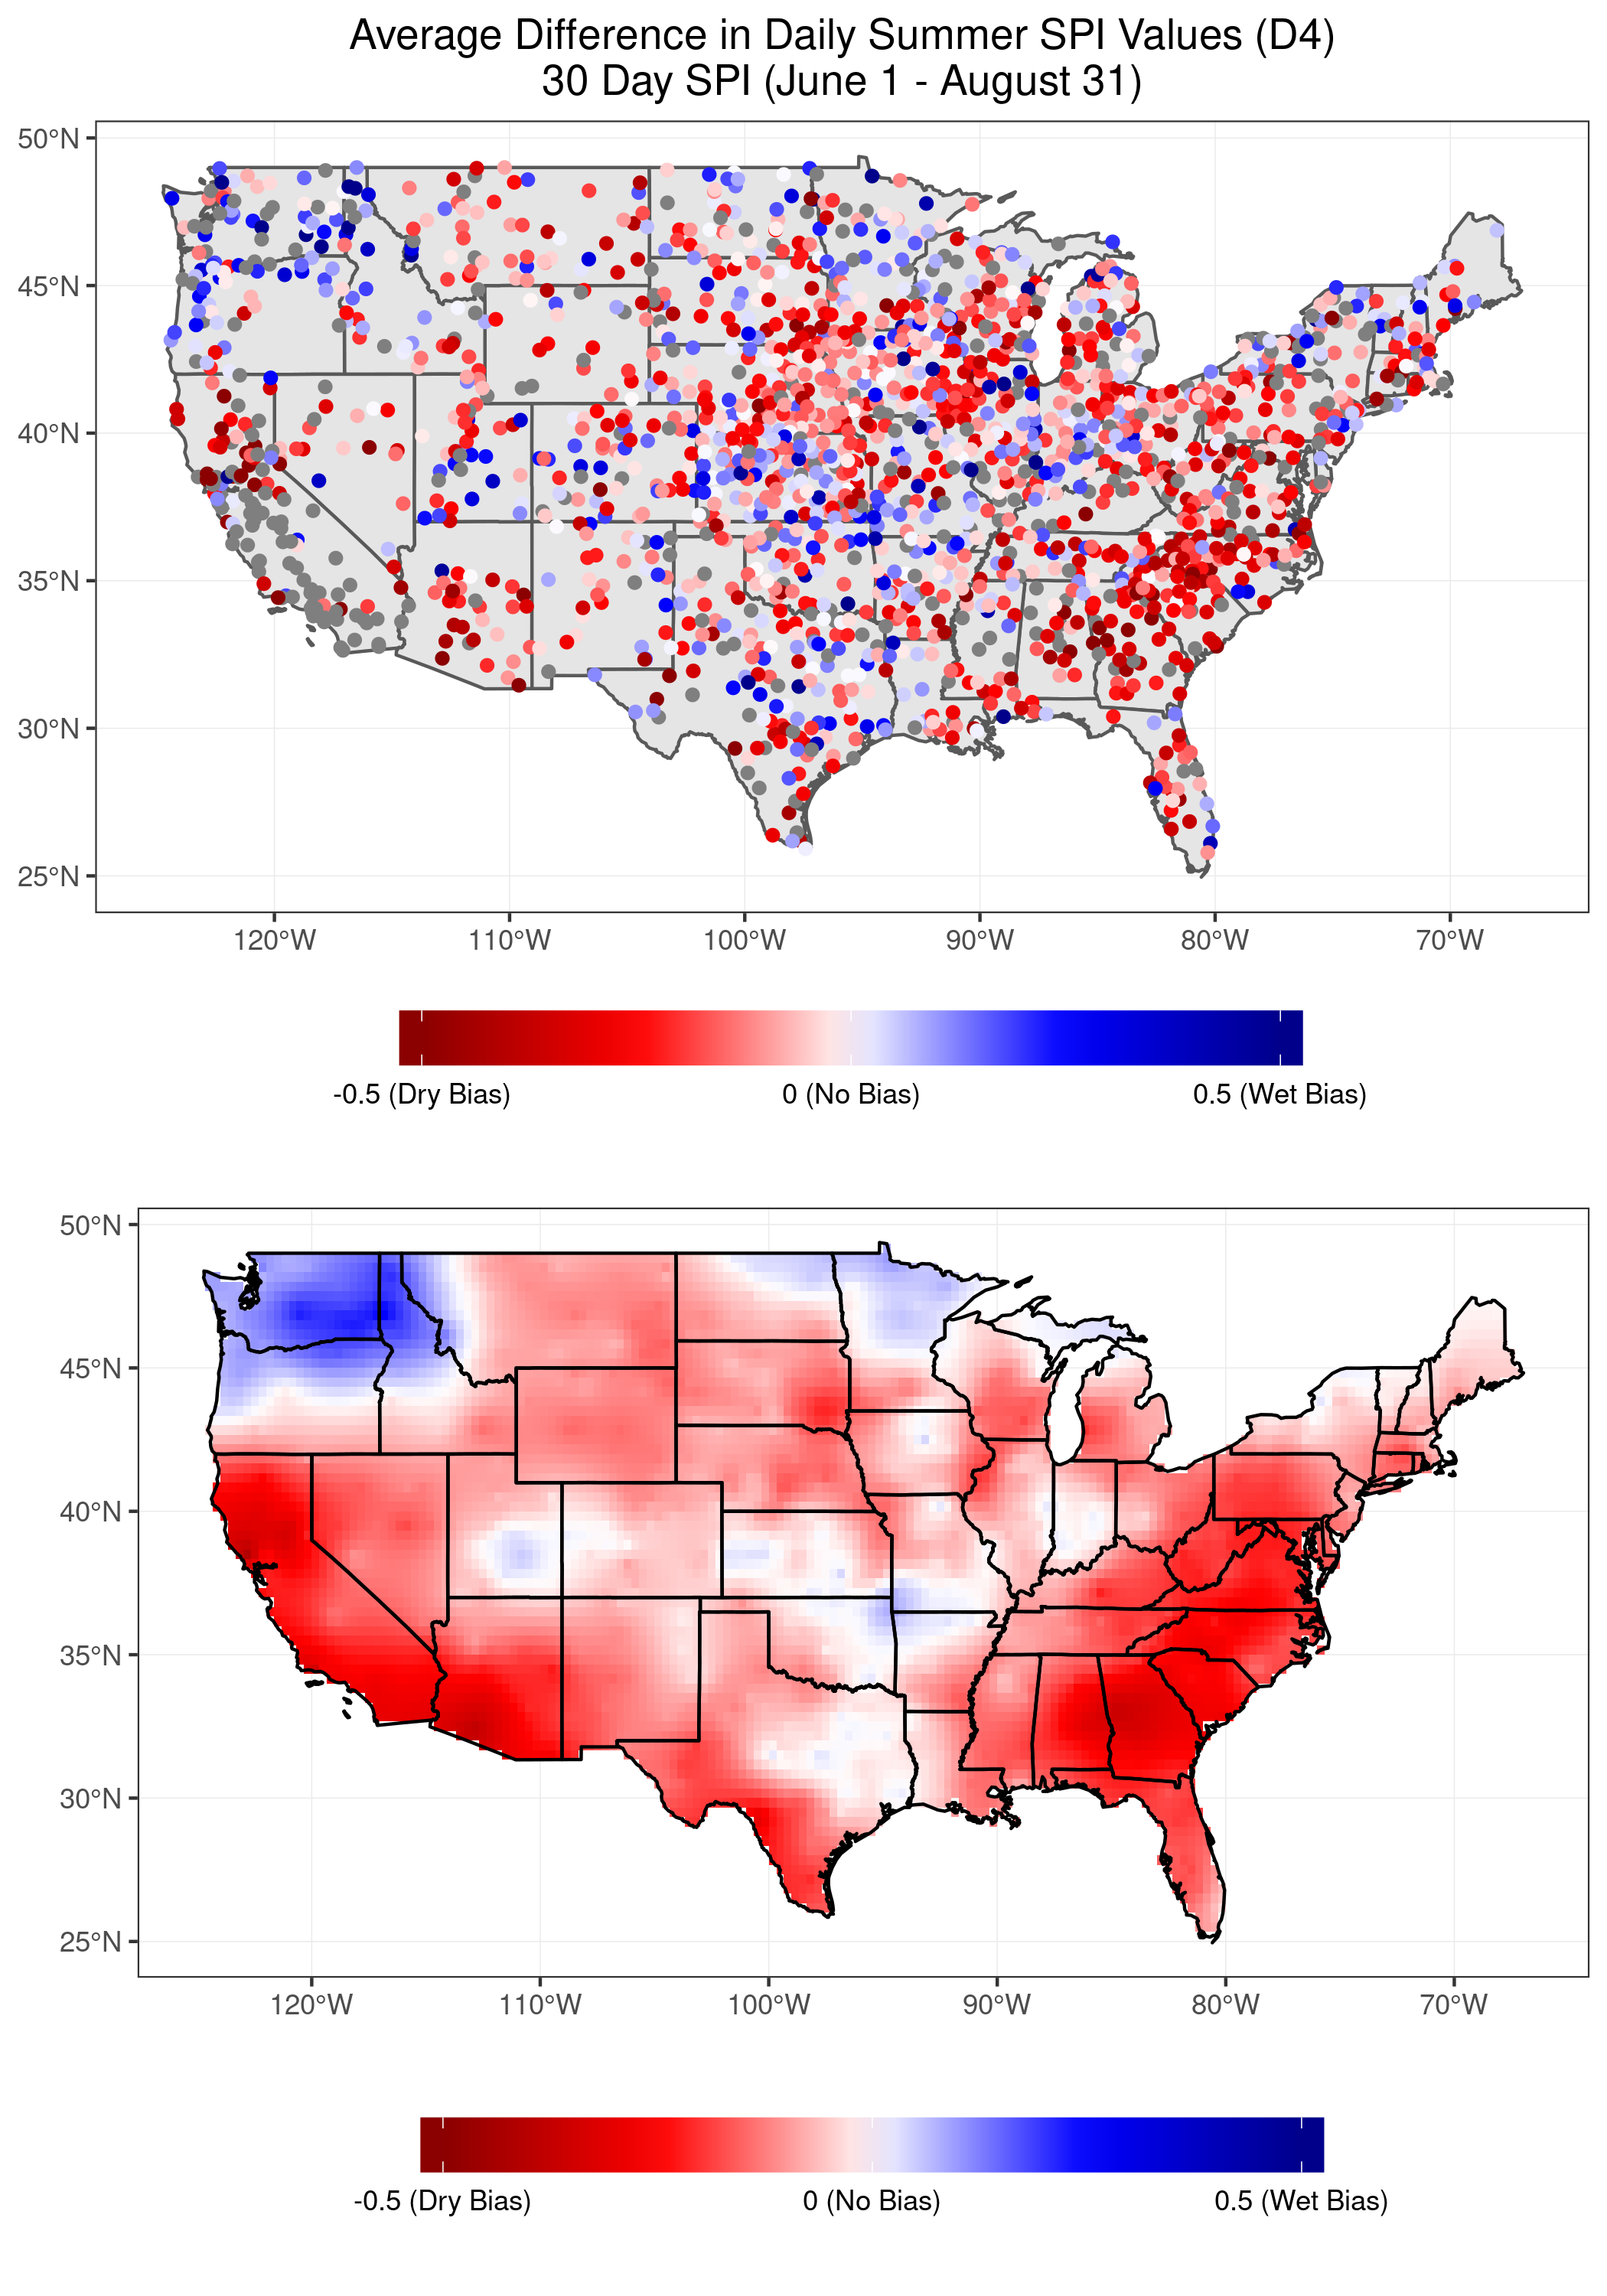 Average Difference in Daily Summer SPI Values (D4)
30 Day SPI (June 1 - August 31)
50°N
45°N
40°N
35°N
30°N
25°N
120°W 110°W 100°W 90°W 80°W 70°W
-0.5 (Dry Bias) 0 (No Bias) 0.5 (Wet Bias)
50°N
45°N
40°N
35°N
30°N
25°N
120°W 110°W 100°W 90°W 80°W 70°W
-0.5 (Dry Bias) 0 (No Bias) 0.5 (Wet Bias)